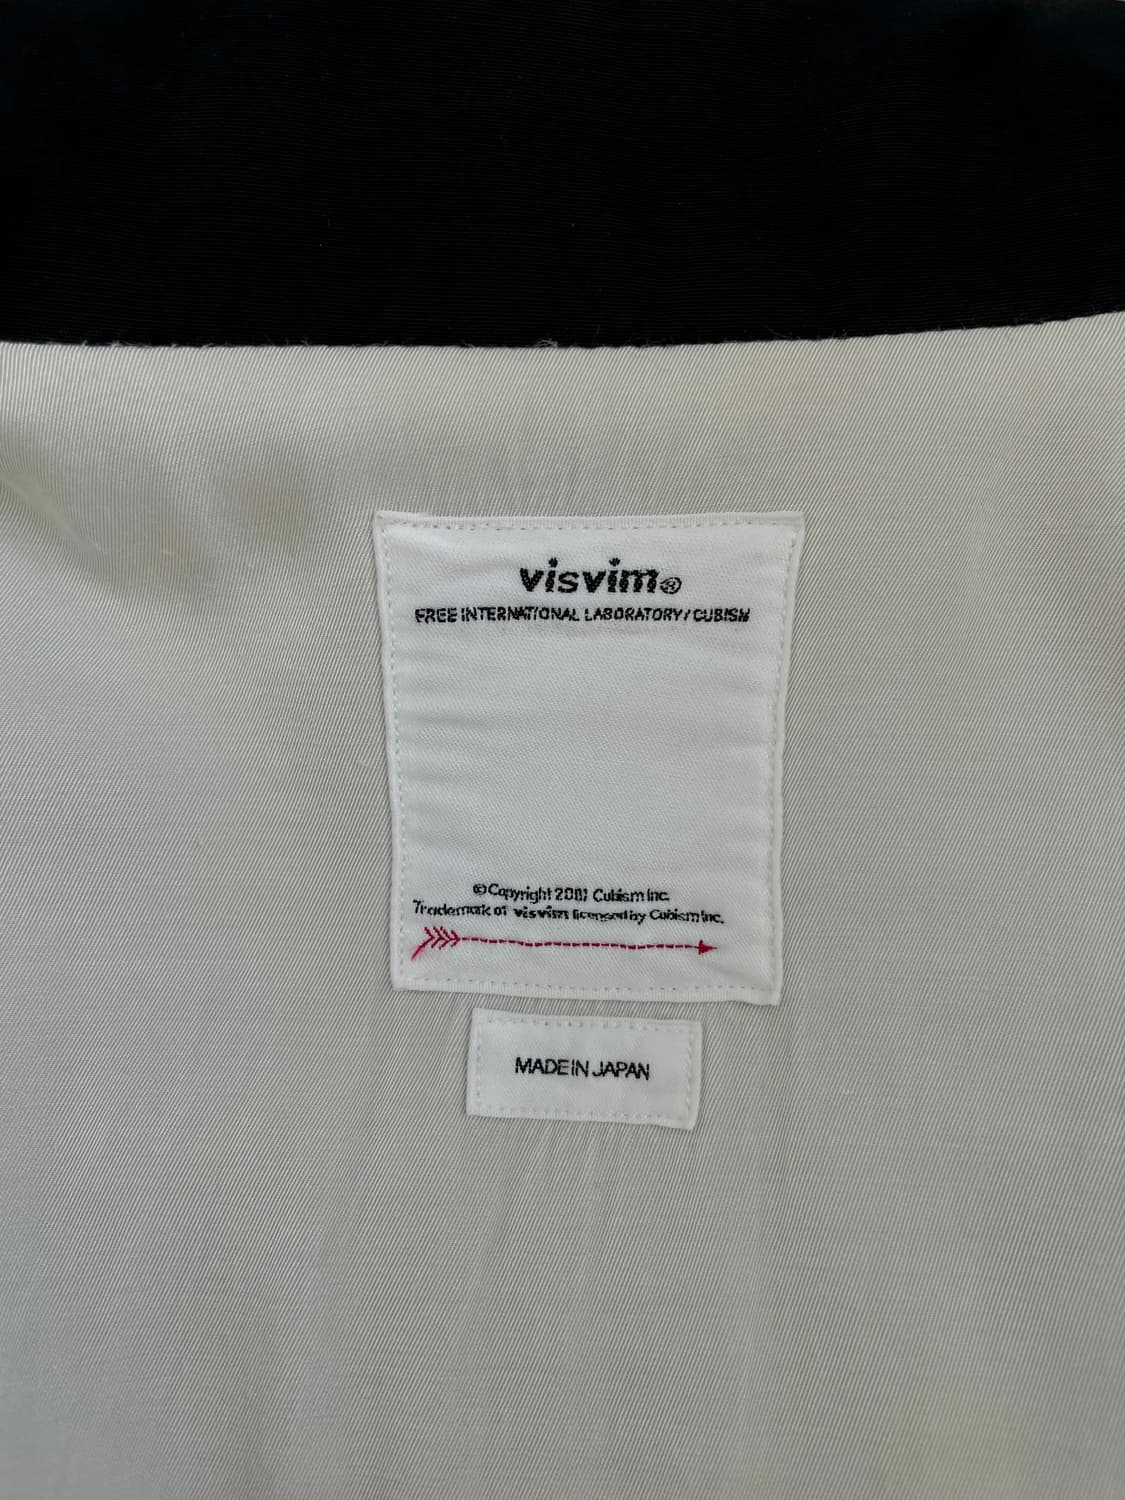 visvim®
FREE INTERNATIONAL LABORATORY / CUBISM
© Copyright 2001 Cubism Inc.
Trademark of visvim licensed by Cubism Inc.
MADE IN JAPAN